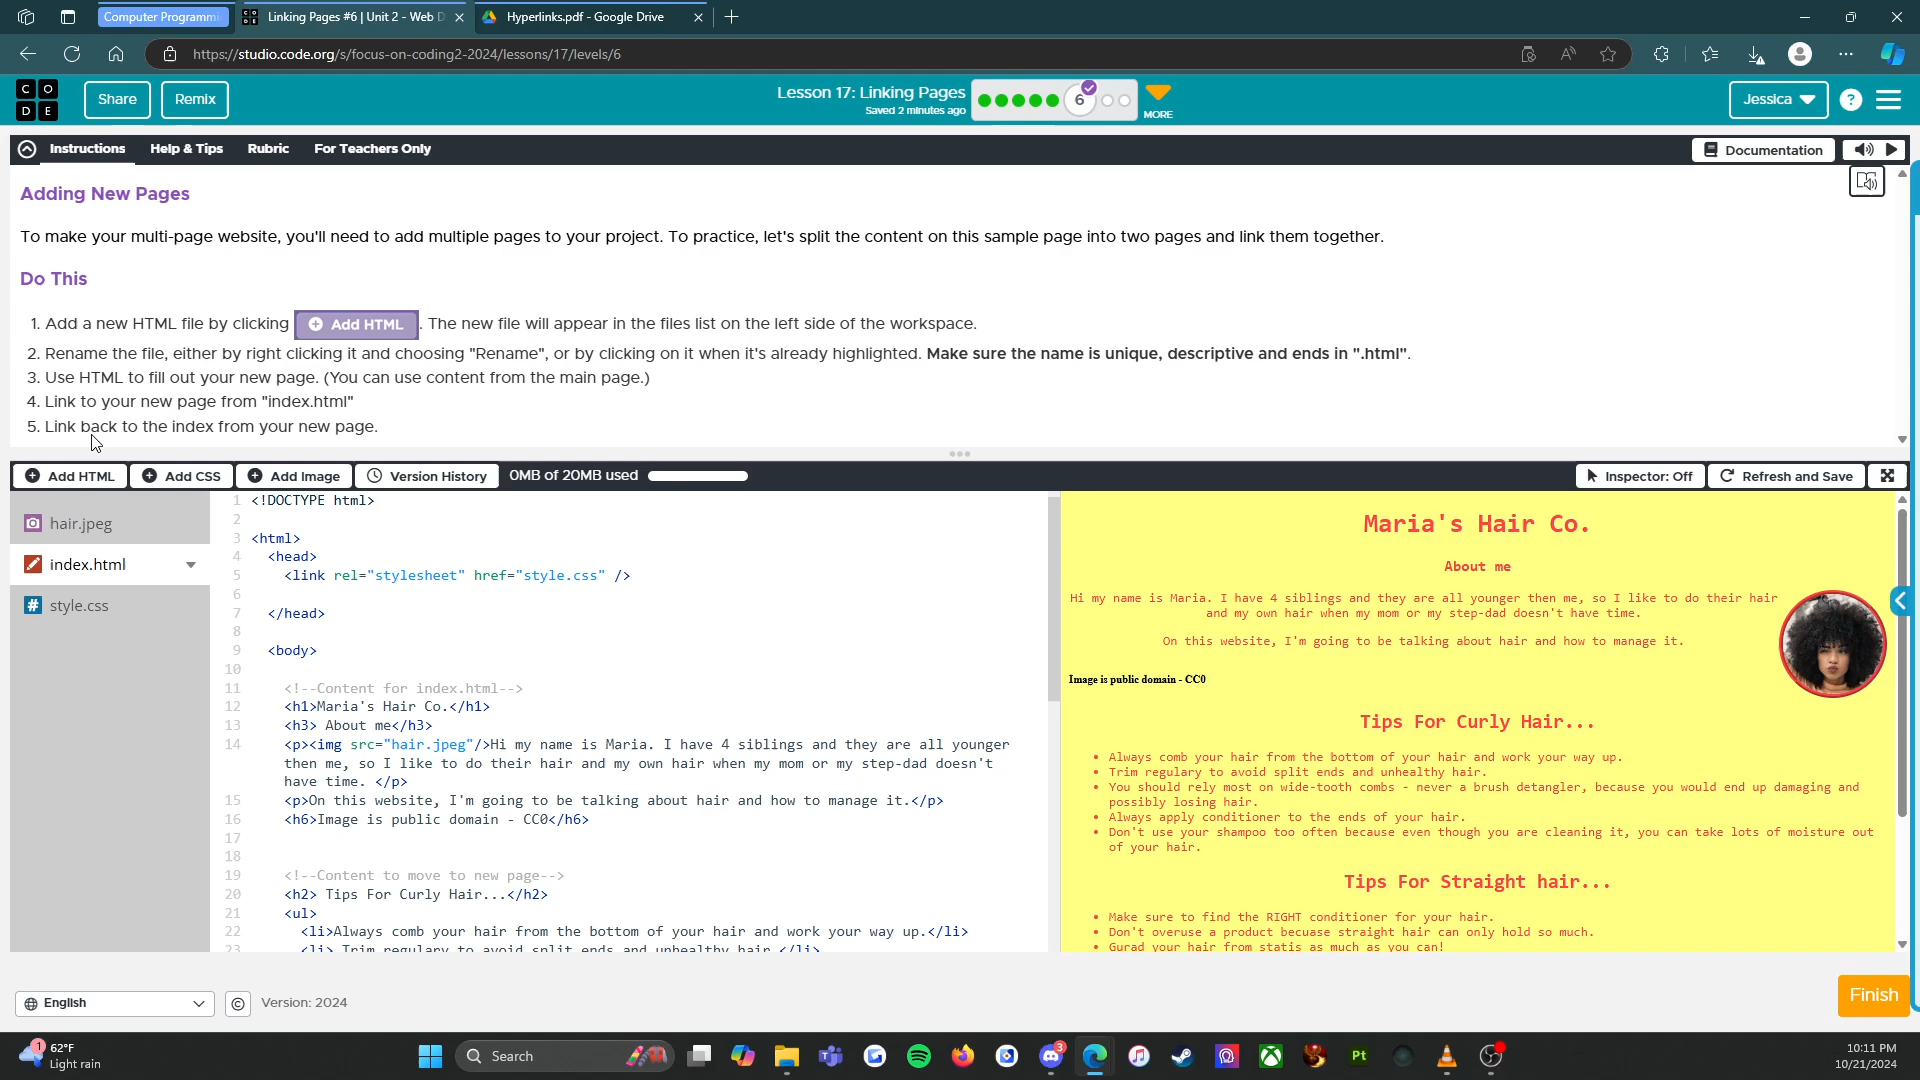 Computer Programmi
Linking Pages #6 | Unit 2 - Web D
Hyperlinks.pdf - Google Drive
https://studio.code.org/s/focus-on-coding2-2024/lessons/17/levels/6
C O
D E
Share
Remix
Lesson 17: Linking Pages
Saved 2 minutes ago
6
MORE
Jessica
?
Instructions
Help & Tips
Rubric
For Teachers Only
Documentation
Adding New Pages
To make your multi-page website, you'll need to add multiple pages to your project. To practice, let's split the content on this sample page into two pages and link them together.
Do This
1. Add a new HTML file by clicking Add HTML. The new file will appear in the files list on the left side of the workspace.
2. Rename the file, either by right clicking it and choosing "Rename", or by clicking on it when it's already highlighted. Make sure the name is unique, descriptive and ends in ".html".
3. Use HTML to fill out your new page. (You can use content from the main page.)
4. Link to your new page from "index.html"
5. Link back to the index from your new page.
Add HTML
Add CSS
Add Image
Version History
0MB of 20MB used
Inspector: Off
Refresh and Save
hair.jpeg
index.html
style.css
1 <!DOCTYPE html>
2
3 <html>
4 <head>
5 <link rel="stylesheet" href="style.css" />
6
7 </head>
8
9 <body>
10
11 <!--Content for index.html-->
12 <h1>Maria's Hair Co.</h1>
13 <h3> About me</h3>
14 <p><img src="hair.jpeg"/>Hi my name is Maria. I have 4 siblings and they are all younger
then me, so I like to do their hair and my own hair when my mom or my step-dad doesn't
have time. </p>
15 <p>On this website, I'm going to be talking about hair and how to manage it.</p>
16 <h6>Image is public domain - CC0</h6>
17
18
19 <!--Content to move to new page-->
20 <h2> Tips For Curly Hair...</h2>
21 <ul>
22 <li>Always comb your hair from the bottom of your hair and work your way up.</li>
23 <li> Trim regulary to avoid split ends and unhealthy hair.</li>
Maria's Hair Co.
About me
Hi my name is Maria. I have 4 siblings and they are all younger then me, so I like to do their hair
and my own hair when my mom or my step-dad doesn't have time.
On this website, I'm going to be talking about hair and how to manage it.
Image is public domain - CC0
Tips For Curly Hair...
• Always comb your hair from the bottom of your hair and work your way up.
• Trim regulary to avoid split ends and unhealthy hair.
• You should rely most on wide-tooth combs - never a brush detangler, because you would end up damaging and
possibly losing hair.
• Always apply conditioner to the ends of your hair.
• Don't use your shampoo too often because even though you are cleaning it, you can take lots of moisture out
of your hair.
Tips For Straight hair...
• Make sure to find the RIGHT conditioner for your hair.
• Don't overuse a product becuase straight hair can only hold so much.
• Gurad your hair from statis as much as you can!
English
Version: 2024
Finish
1
62°F
Light rain
Search
3
Pt
10:11 PM
10/21/2024